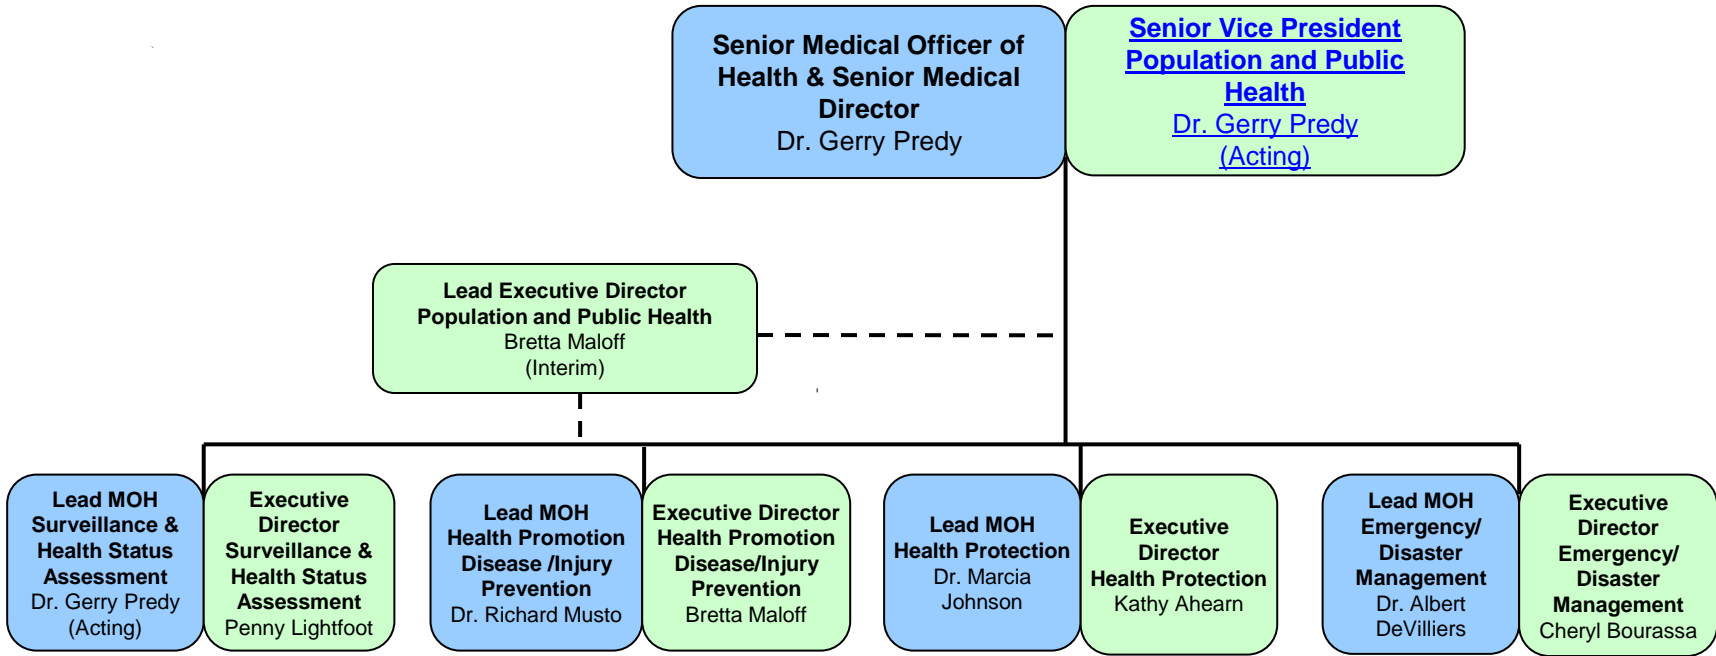 Senior Medical Officer of
Health & Senior Medical
Director
Dr. Gerry Predy
Senior Vice President
Population and Public
Health
Dr. Gerry Predy
(Acting)
Lead Executive Director
Population and Public Health
Bretta Maloff
(Interim)
Lead MOH
Surveillance &
Health Status
Assessment
Dr. Gerry Predy
(Acting)
Executive
Director
Surveillance &
Health Status
Assessment
Penny Lightfoot
Lead MOH
Health Promotion
Disease /Injury
Prevention
Dr. Richard Musto
Executive Director
Health Promotion
Disease/Injury
Prevention
Bretta Maloff
Lead MOH
Health Protection
Dr. Marcia
Johnson
Executive
Director
Health Protection
Kathy Ahearn
Lead MOH
Emergency/
Disaster
Management
Dr. Albert
DeVilliers
Executive
Director
Emergency/
Disaster
Management
Cheryl Bourassa